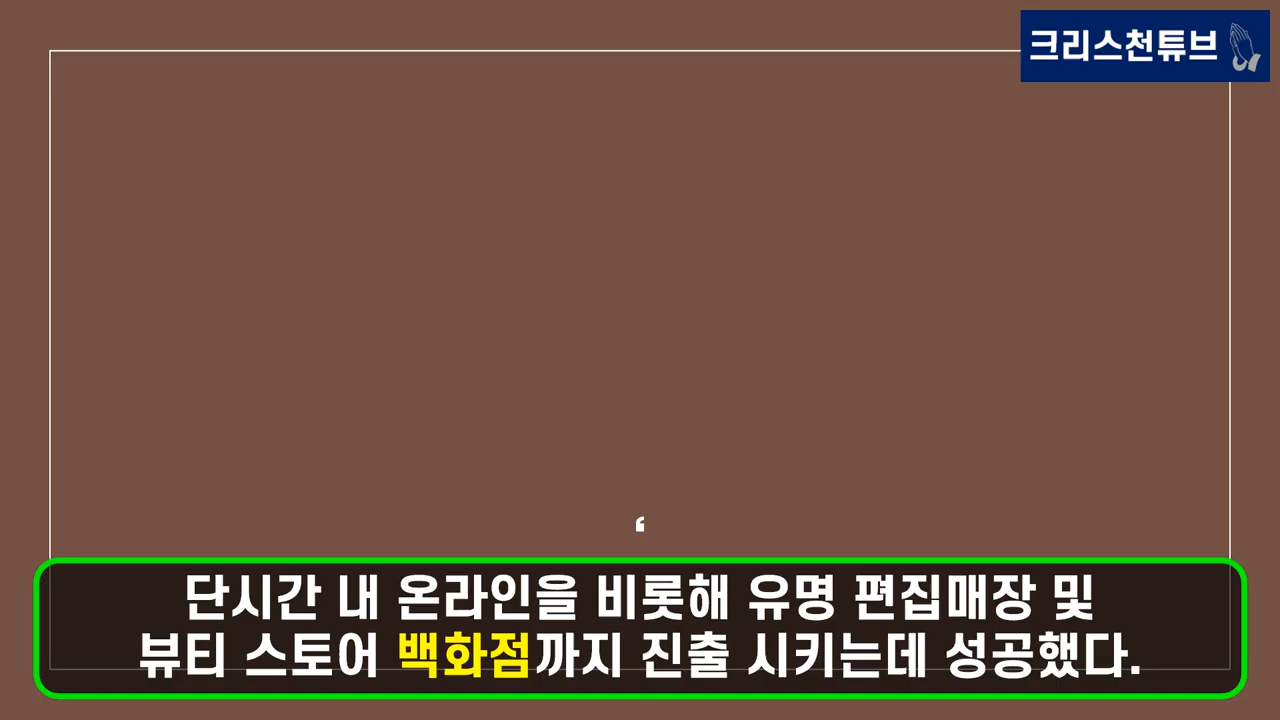 크리스천튜브
‘
단시간 내 온라인을 비롯해 유명 편집매장 및
뷰티 스토어 백화점까지 진출 시키는데 성공했다.